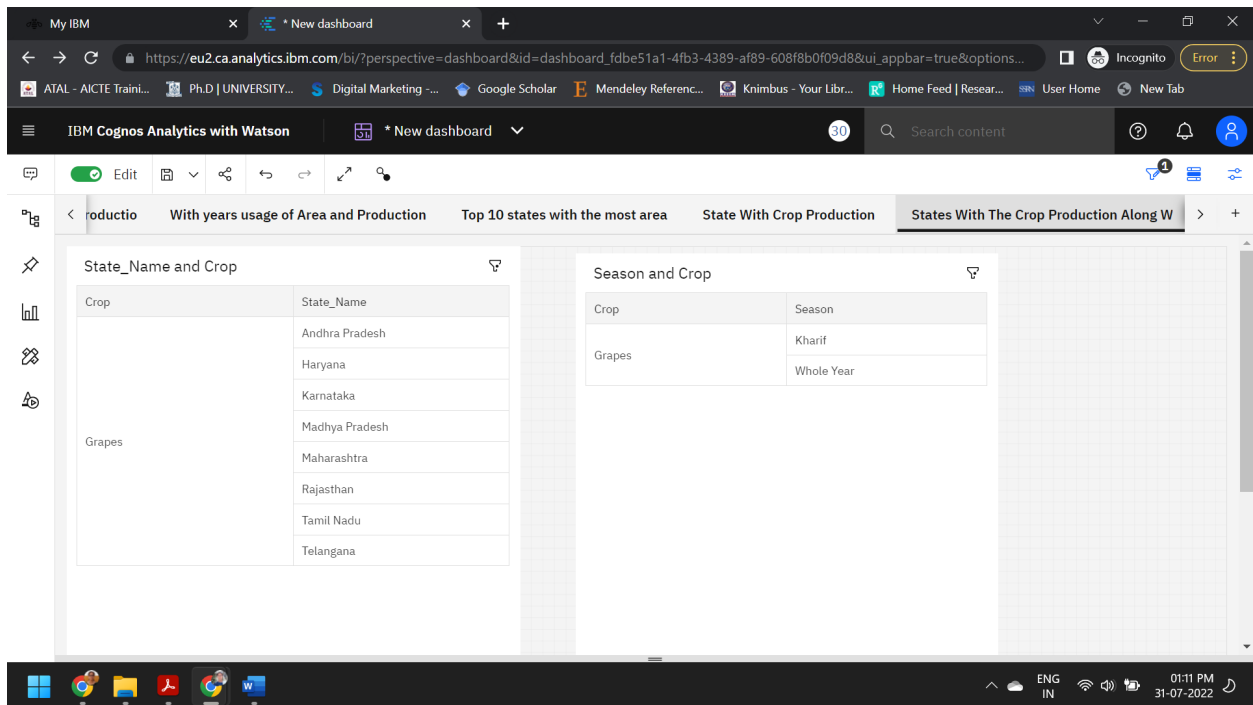 My IBM
* New dashboard
https://eu2.ca.analytics.ibm.com/bi/?perspective=dashboard&id=dashboard_fdbe51a1-4fb3-4389-af89-608f8b0f09d8&ui_appbar=true&options...
Incognito
Error
ATAL - AICTE Traini...
Ph.D | UNIVERSITY...
Digital Marketing -...
Google Scholar
Mendeley Referenc...
Knimbus - Your Libr...
Home Feed | Resear...
User Home
New Tab
IBM Cognos Analytics with Watson
* New dashboard
30
Search content
Edit
1
roductio
With years usage of Area and Production
Top 10 states with the most area
State With Crop Production
States With The Crop Production Along W
State_Name and Crop
Crop State_Name
Grapes
Andhra Pradesh
Haryana
Karnataka
Madhya Pradesh
Maharashtra
Rajasthan
Tamil Nadu
Telangana
Season and Crop
Crop Season
Grapes
Kharif
Whole Year
ENG
IN
01:11 PM
31-07-2022